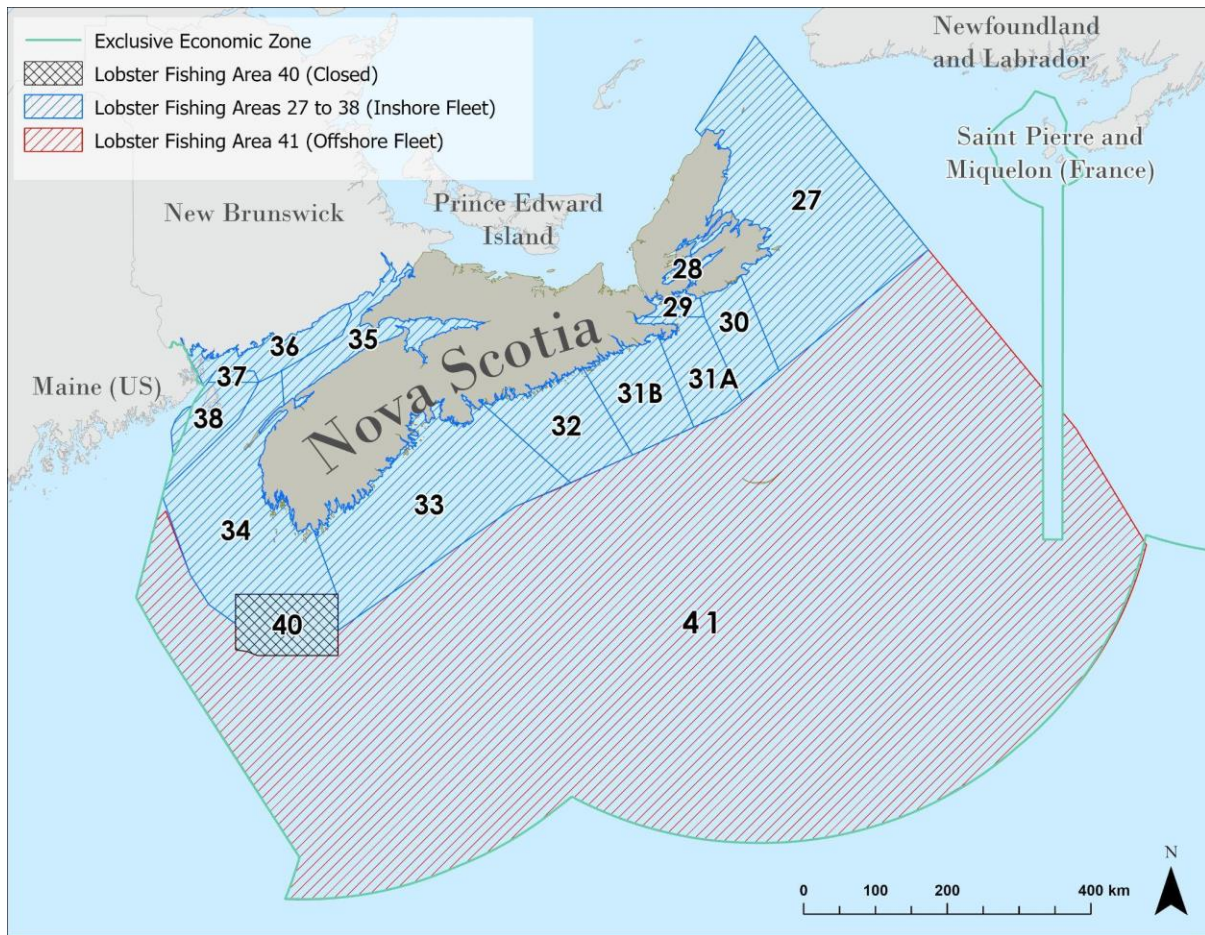 Exclusive Economic Zone
Lobster Fishing Area 40 (Closed)
Lobster Fishing Areas 27 to 38 (Inshore Fleet)
Lobster Fishing Area 41 (Offshore Fleet)
Newfoundland
and Labrador
Saint Pierre and
Miquelon (France)
New Brunswick
Prince Edward
Island
27
28
29
30
35
36
37
Maine (US)
38
31A
31B
32
Nova Scotia
33
34
40
41
N
0 100 200 400 km